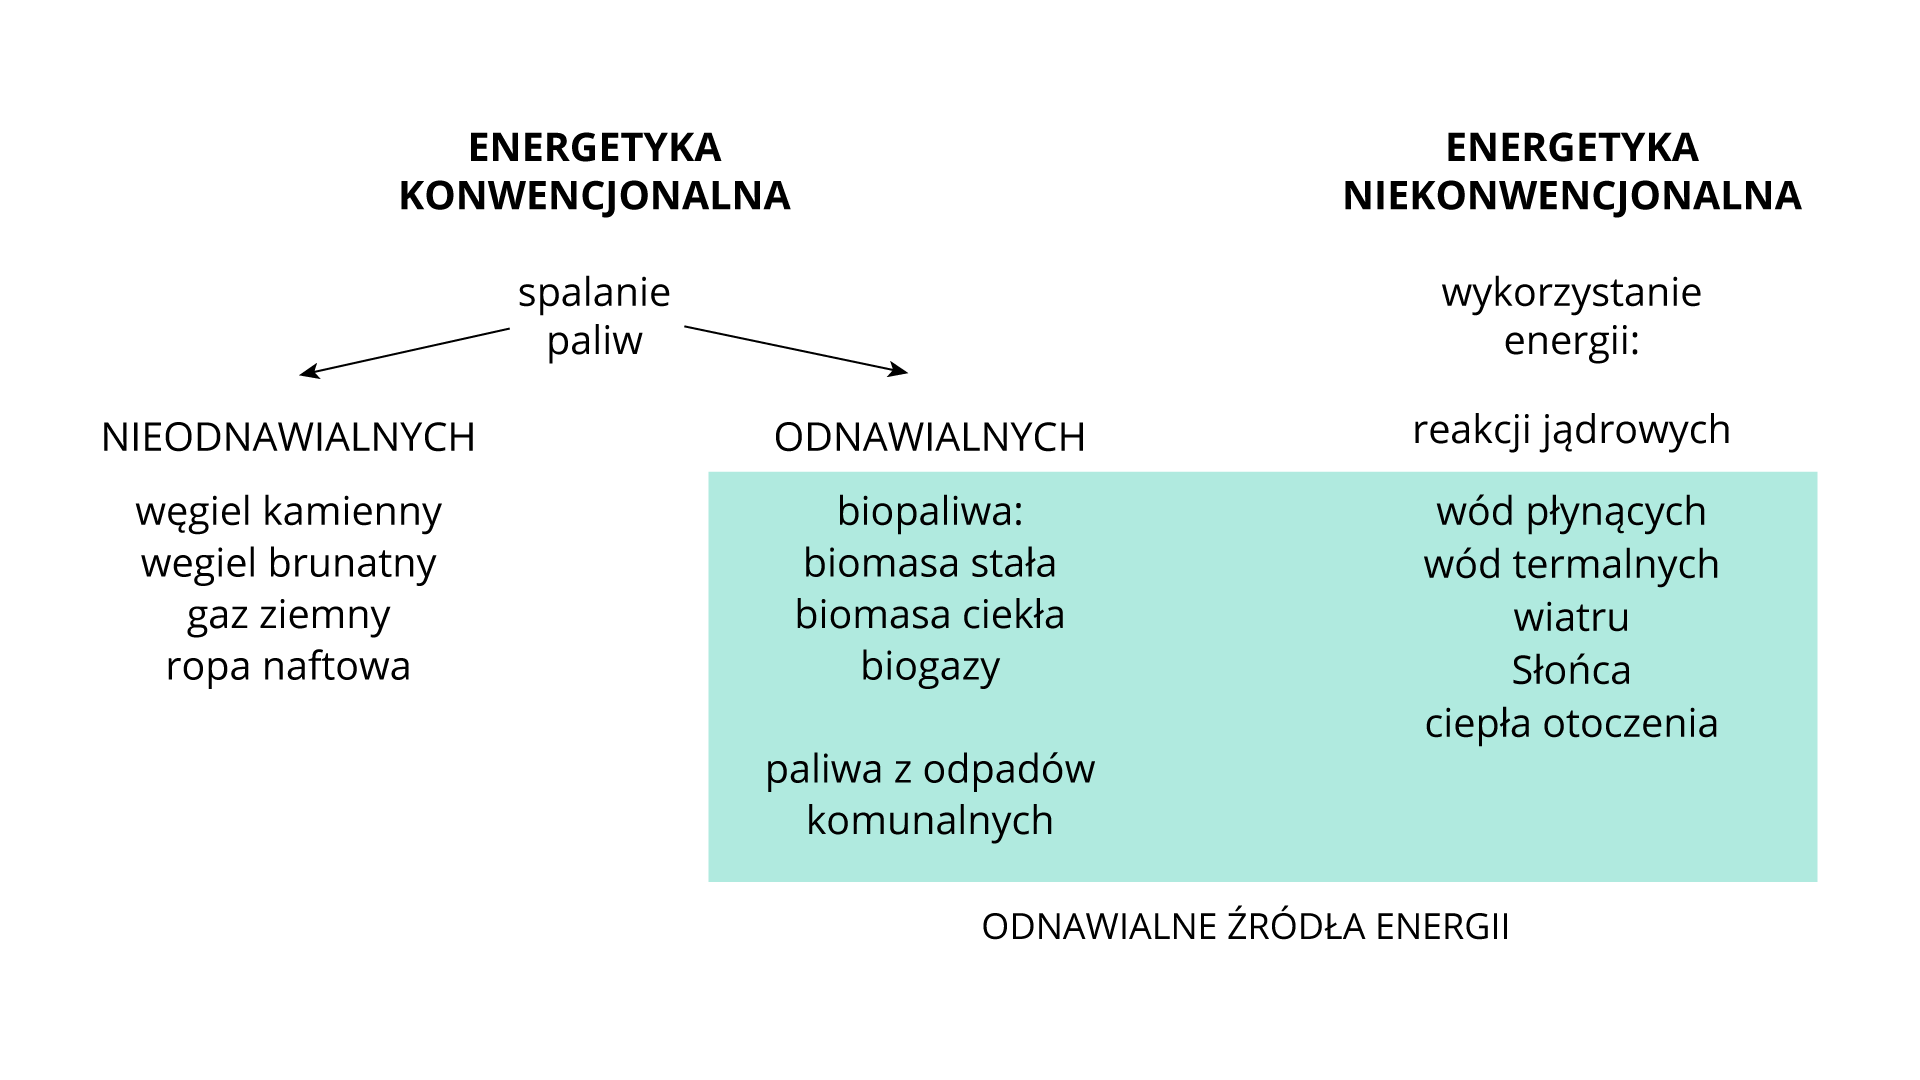 ENERGETYKA
KONWENCJONALNA
spalanie
paliw
NIEODNAWIALNYCH
węgiel kamienny
wegiel brunatny
gaz ziemny
ropa naftowa
ODNAWIALNYCH
biopaliwa:
biomasa stała
biomasa ciekła
biogazy
paliwa z odpadów
komunalnych
ENERGETYKA
NIEKONWENCJONALNA
wykorzystanie
energii:
reakcji jądrowych
wód płynących
wód termalnych
wiatru
Słońca
ciepła otoczenia
ODNAWIALNE ŹRÓDŁA ENERGII